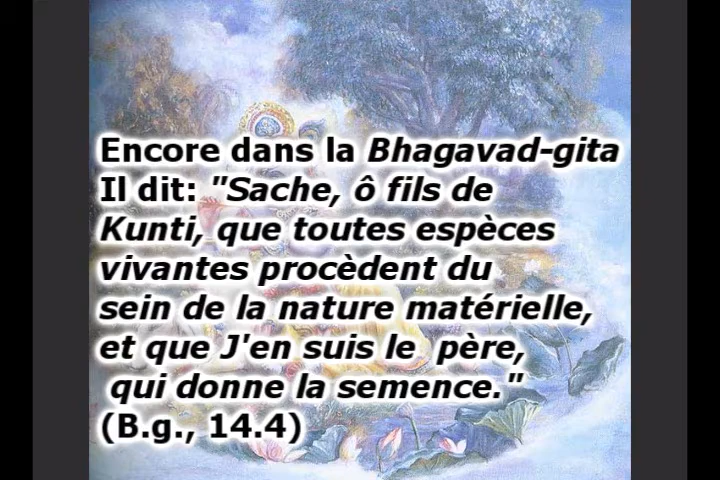 Encore dans la Bhagavad-gita
Il dit: "Sache, ô fils de
Kunti, que toutes espèces
vivantes procèdent du
sein de la nature matérielle,
et que J'en suis le père,
qui donne la semence."
(B.g., 14.4)